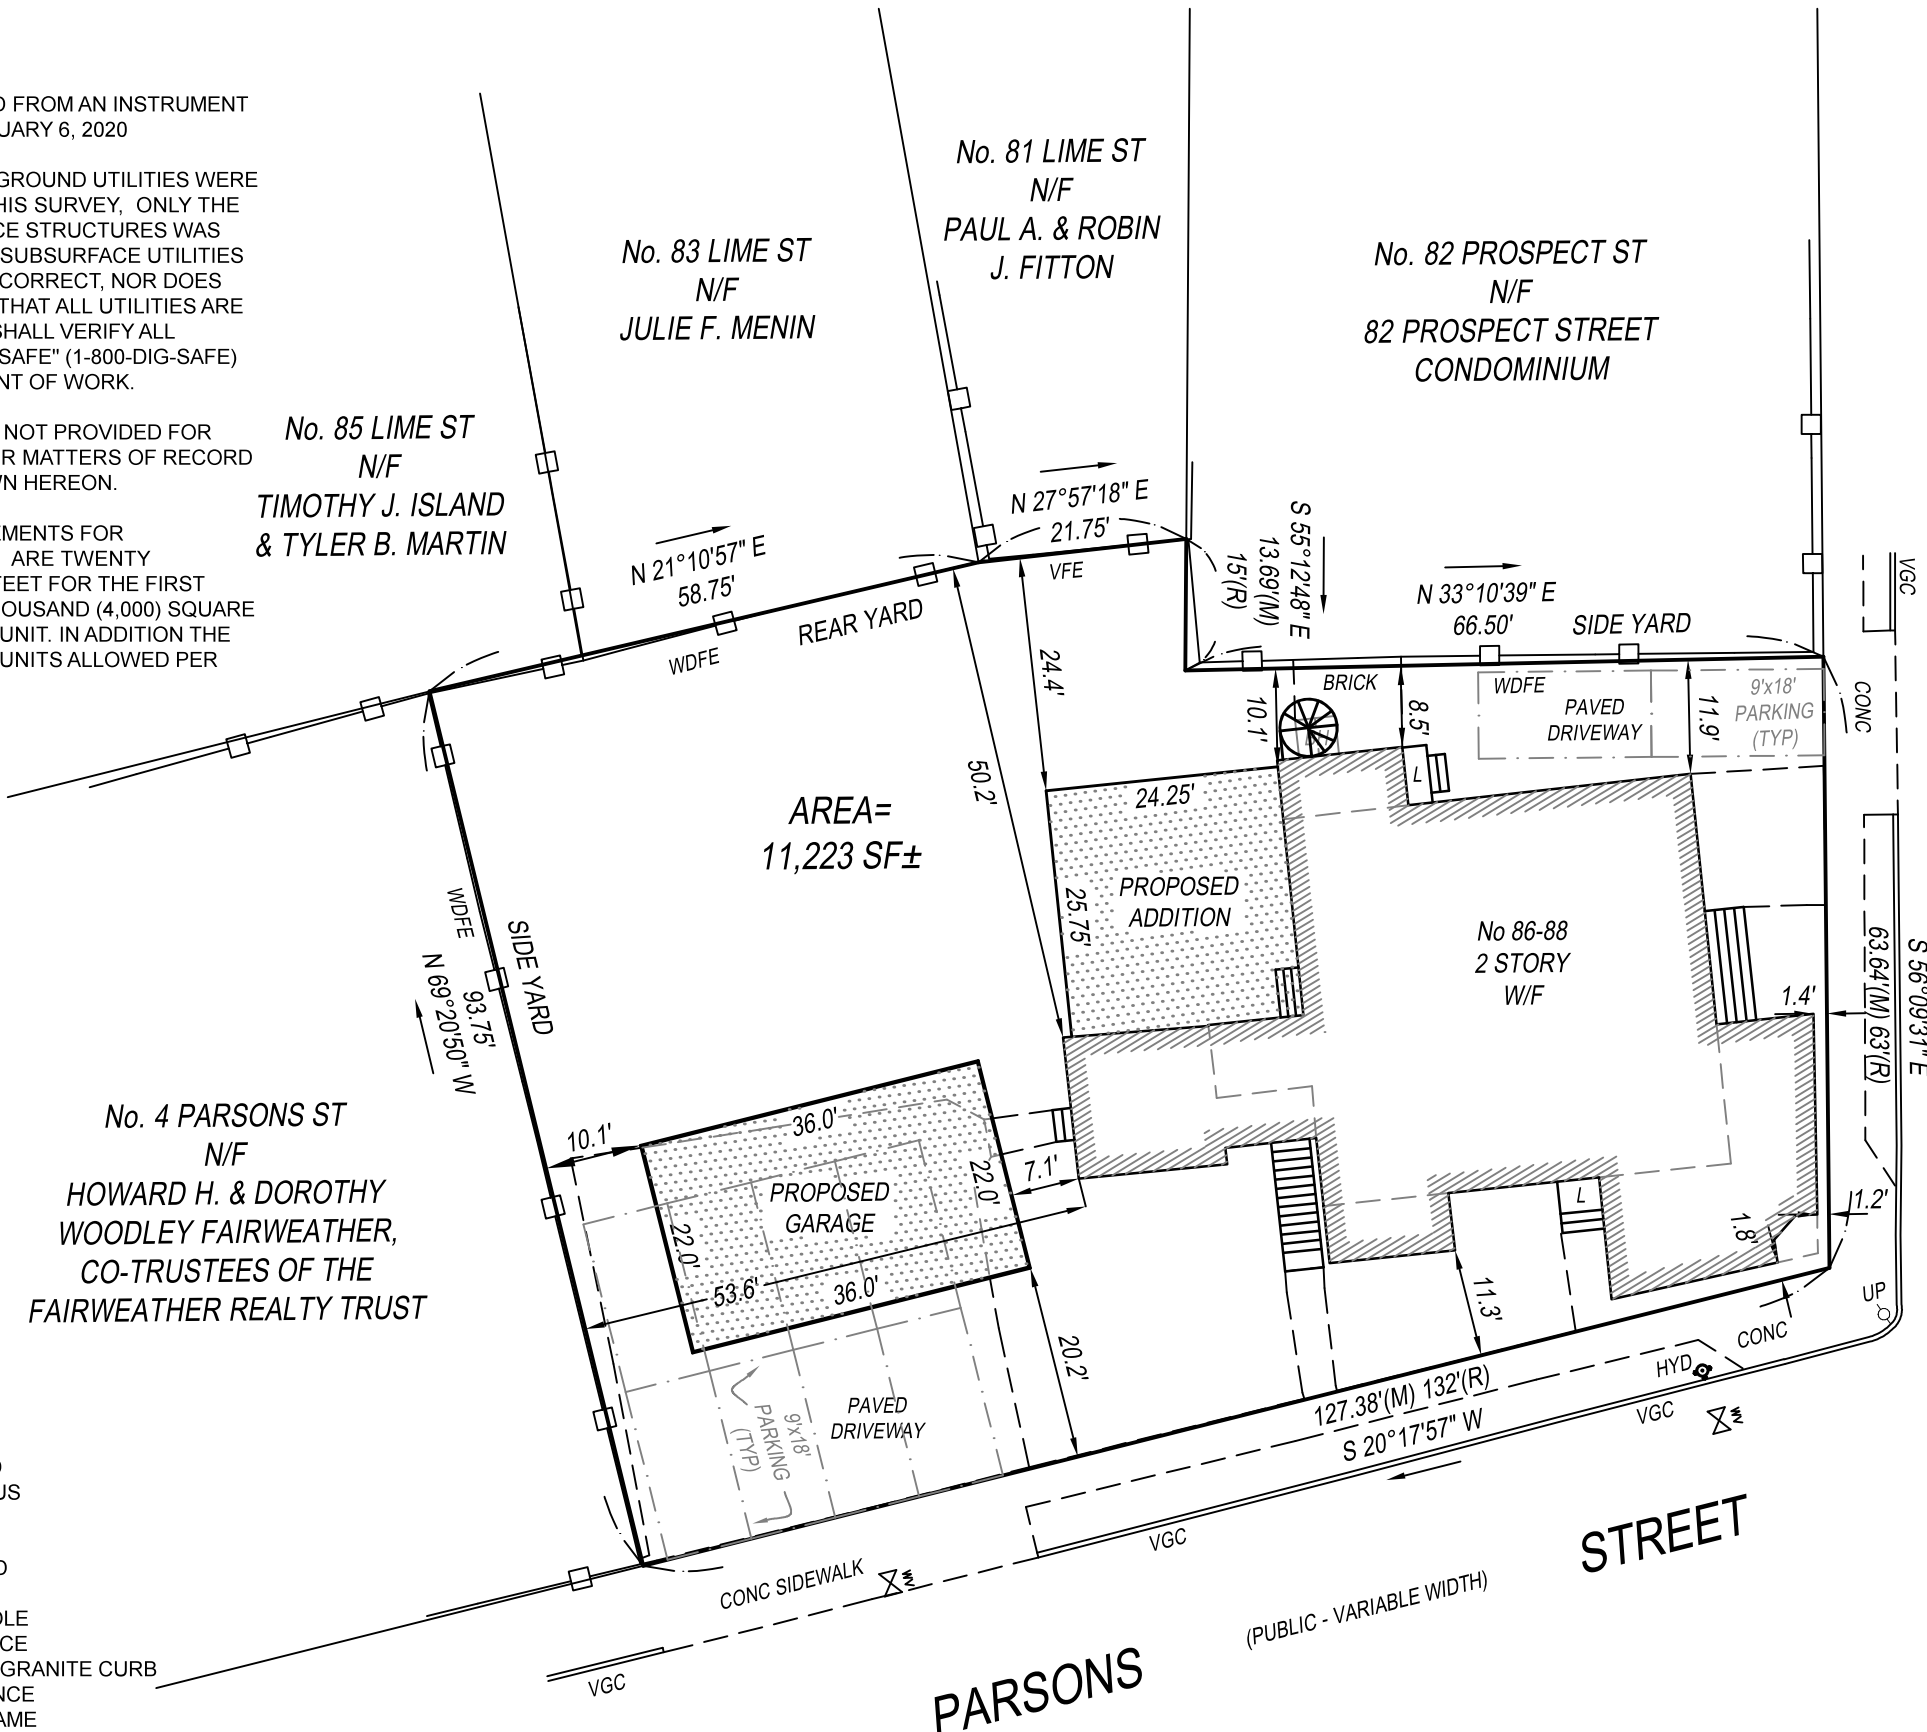 FROM AN INSTRUMENT
UARY 6, 2020
GROUND UTILITIES WERE
HIS SURVEY, ONLY THE
CE STRUCTURES WAS
SUBSURFACE UTILITIES
CORRECT, NOR DOES
THAT ALL UTILITIES ARE
SHALL VERIFY ALL
SAFE" (1-800-DIG-SAFE)
NT OF WORK.
NOT PROVIDED FOR
R MATTERS OF RECORD
WN HEREON.
EMENTS FOR
ARE TWENTY
FEET FOR THE FIRST
OUSAND (4,000) SQUARE
UNIT. IN ADDITION THE
UNITS ALLOWED PER
No. 85 LIME ST
N/F
TIMOTHY J. ISLAND
& TYLER B. MARTIN
No. 83 LIME ST
N/F
JULIE F. MENIN
No. 81 LIME ST
N/F
PAUL A. & ROBIN
J. FITTON
No. 82 PROSPECT ST
N/F
82 PROSPECT STREET
CONDOMINIUM
N 21°10'57" E
58.75'
WDFE
REAR YARD
N 27°57'18" E
21.75'
VFE
S 55°12'48" E
13.69'(M)
15'(R)
N 33°10'39" E
66.50'
SIDE YARD
VGC
CONC
BRICK
WDFE
PAVED
DRIVEWAY
9'x18'
PARKING
(TYP)
24.4'
50.2'
10.1'
8.5'
11.9'
L
AREA=
11,223 SF±
24.25'
25.75'
PROPOSED
ADDITION
No 86-88
2 STORY
W/F
WDFE
SIDE YARD
93.75'
N 69°20'50" W
1.4'
63.64'(M) 63'(R)
S 56°09'31" E
No. 4 PARSONS ST
N/F
HOWARD H. & DOROTHY
WOODLEY FAIRWEATHER,
CO-TRUSTEES OF THE
FAIRWEATHER REALTY TRUST
10.1'
36.0'
22.0'
7.1'
PROPOSED
GARAGE
22.0'
53.6'
36.0'
L
1.2'
1.8'
11.3'
20.2'
UP
CONC
HYD
PAVED
DRIVEWAY
9'x18'
PARKING
(TYP)
127.38'(M) 132'(R)
S 20°17'57" W
VGC
VGC
CONC SIDEWALK
VGC
PARSONS STREET
(PUBLIC - VARIABLE WIDTH)
US
OLE
CE
GRANITE CURB
NCE
AME